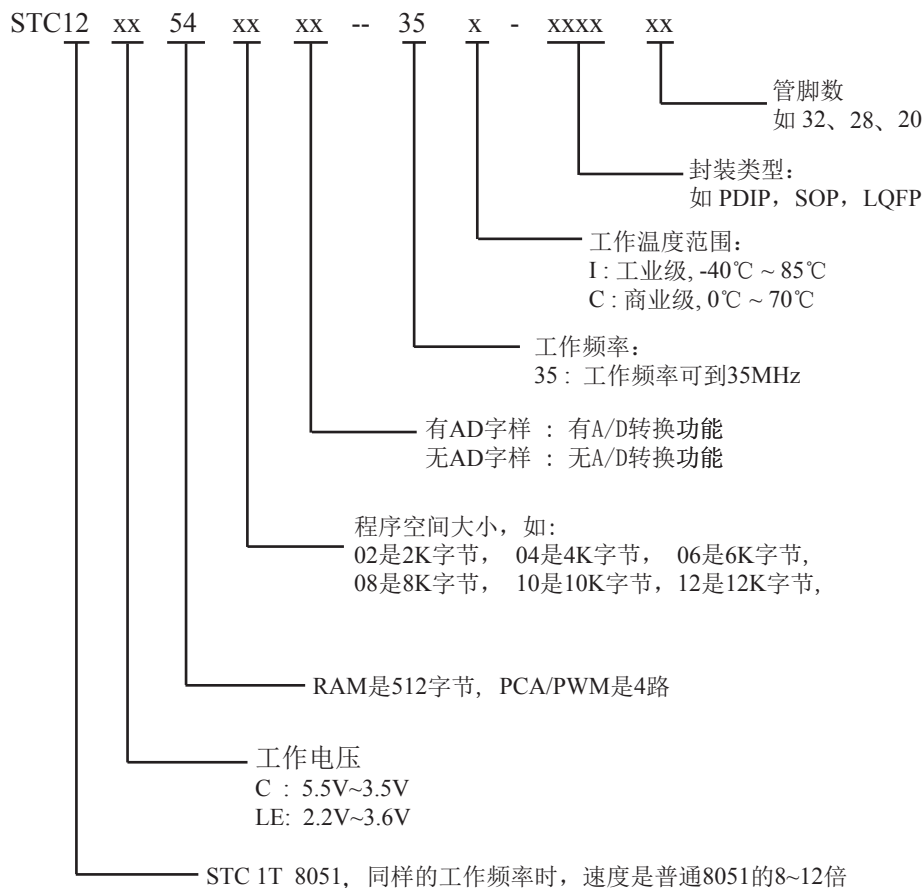 STC12 xx 54 xx xx -- 35 x - xxxx xx
管脚数
如 32、28、20
封装类型：
如 PDIP，SOP，LQFP
工作温度范围：
I : 工业级, -40℃ ~ 85℃
C : 商业级, 0℃ ~ 70℃
工作频率：
35 : 工作频率可到35MHz
有AD字样 : 有A/D转换功能
无AD字样 : 无A/D转换功能
程序空间大小，如:
02是2K字节， 04是4K字节， 06是6K字节,
08是8K字节， 10是10K字节，12是12K字节,
RAM是512字节, PCA/PWM是4路
工作电压
C : 5.5V~3.5V
LE: 2.2V~3.6V
STC 1T 8051, 同样的工作频率时，速度是普通8051的8~12倍